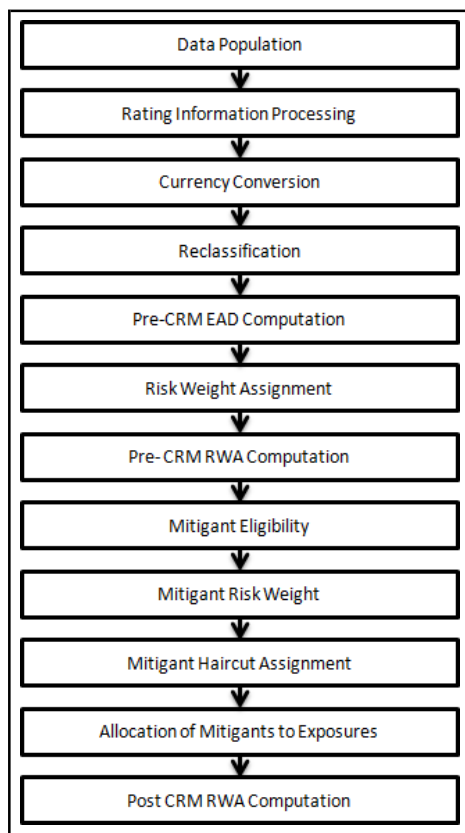 Data Population
Rating Information Processing
Currency Conversion
Reclassification
Pre-CRM EAD Computation
Risk Weight Assignment
Pre- CRM RWA Computation
Mitigant Eligibility
Mitigant Risk Weight
Mitigant Haircut Assignment
Allocation of Mitigants to Exposures
Post CRM RWA Computation